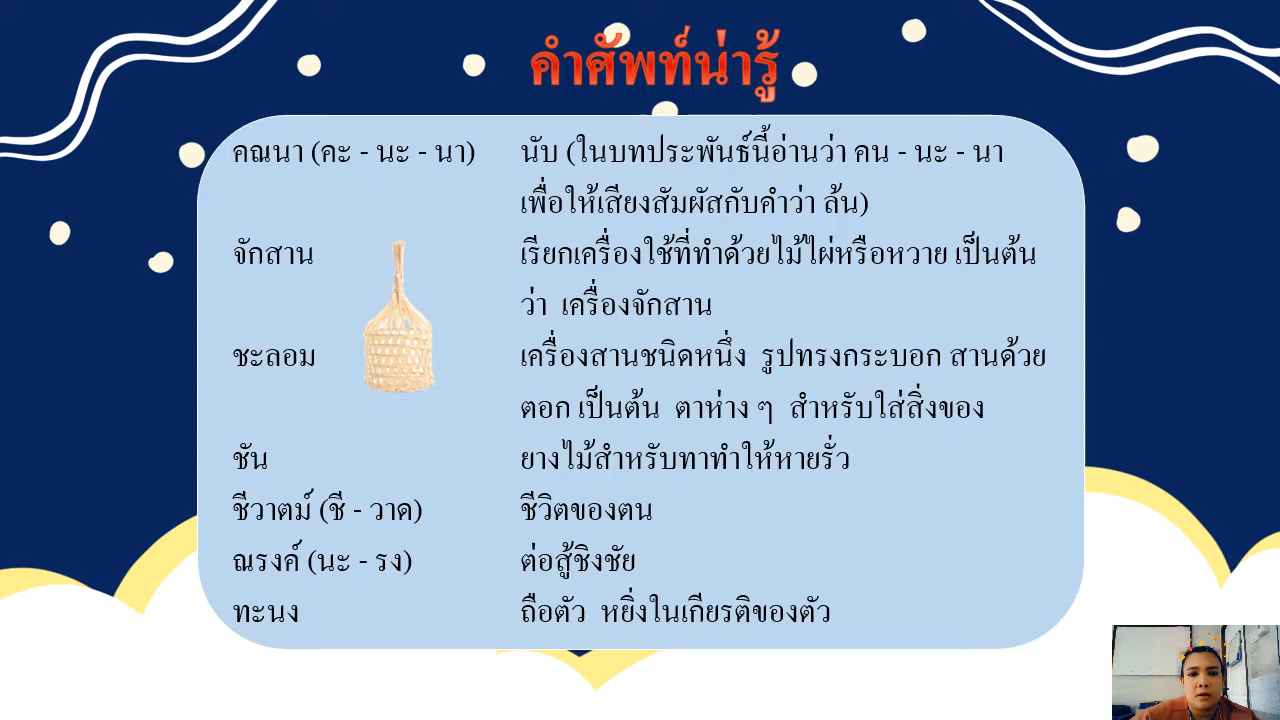 คำศัพท์น่ารู้
คณนา (คะ - นะ - นา) นับ (ในบทประพันธ์นี้อ่านว่า คน - นะ - นา
เพื่อให้เสียงสัมผัสกับคำว่า ล้น)
จักสาน เรียกเครื่องใช้ที่ทำด้วยไม้ไผ่หรือหวาย เป็นต้น
ว่า เครื่องจักสาน
ชะลอม เครื่องสานชนิดหนึ่ง รูปทรงกระบอก สานด้วย
ตอก เป็นต้น ตาห่าง ๆ สำหรับใส่สิ่งของ
ชัน ยางไม้สำหรับทาทำให้หายรั่ว
ชีวาตม์ (ชี - วาด) ชีวิตของตน
ณรงค์ (นะ - รง) ต่อสู้ชิงชัย
ทะนง ถือตัว หยิ่งในเกียรติของตัว